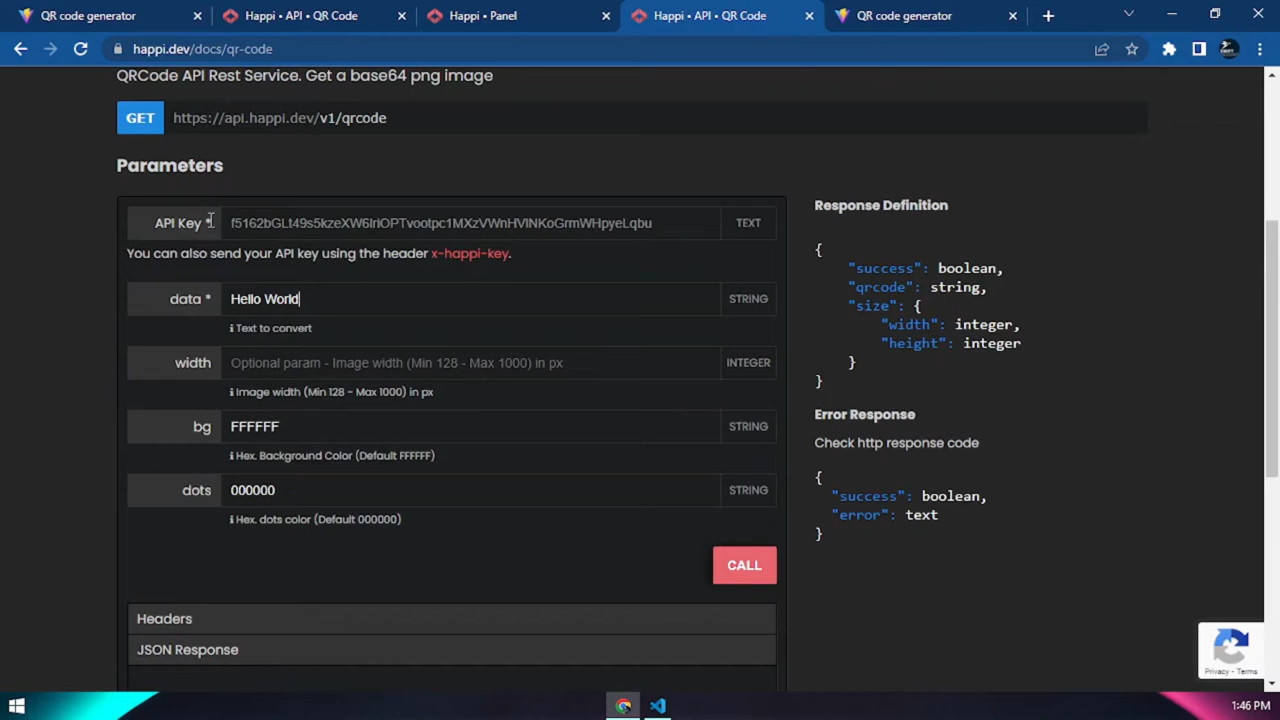 QR code generator
Happi • API • QR Code
Happi • Panel
Happi • API • QR Code
QR code generator
happi.dev/docs/qr-code
QRCode API Rest Service. Get a base64 png image
GET https://api.happi.dev/v1/qrcode
Parameters
API Key * TEXT
You can also send your API key using the header x-happi-key.
data * Hello World STRING
Text to convert
width Optional param - Image width (Min 128 - Max 1000) in px INTEGER
Image width (Min 128 - Max 1000) in px
bg FFFFFF STRING
Hex. Background Color (Default FFFFFF)
dots 000000 STRING
Hex. dots color (Default 000000)
CALL
Headers
JSON Response
Response Definition
{
"success": boolean,
"qrcode": string,
"size": {
"width": integer,
"height": integer
}
}
Error Response
Check http response code
{
"success": boolean,
"error": text
}
Privacy - Terms
1:46 PM